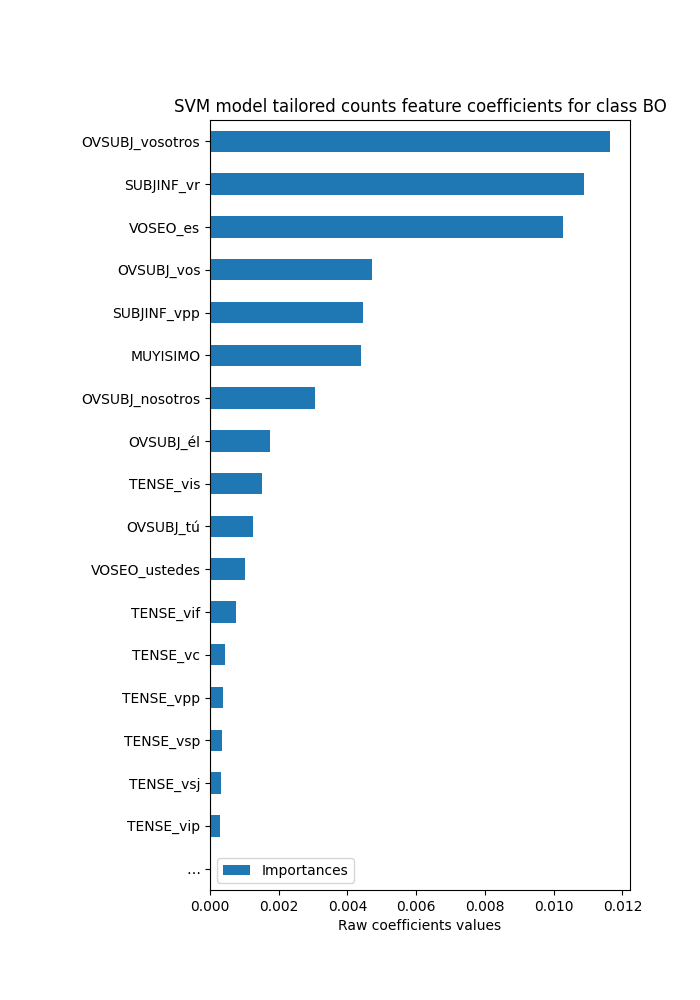 SVM model tailored counts feature coefficients for class BO
OVSUBJ_vosotros
SUBJINF_vr
VOSEO_es
OVSUBJ_vos
SUBJINF_vpp
MUYISIMO
OVSUBJ_nosotros
OVSUBJ_él
TENSE_vis
OVSUBJ_tú
VOSEO_ustedes
TENSE_vif
TENSE_vc
TENSE_vpp
TENSE_vsp
TENSE_vsj
TENSE_vip
...
Importances
0.000 0.002 0.004 0.006 0.008 0.010 0.012
Raw coefficients values